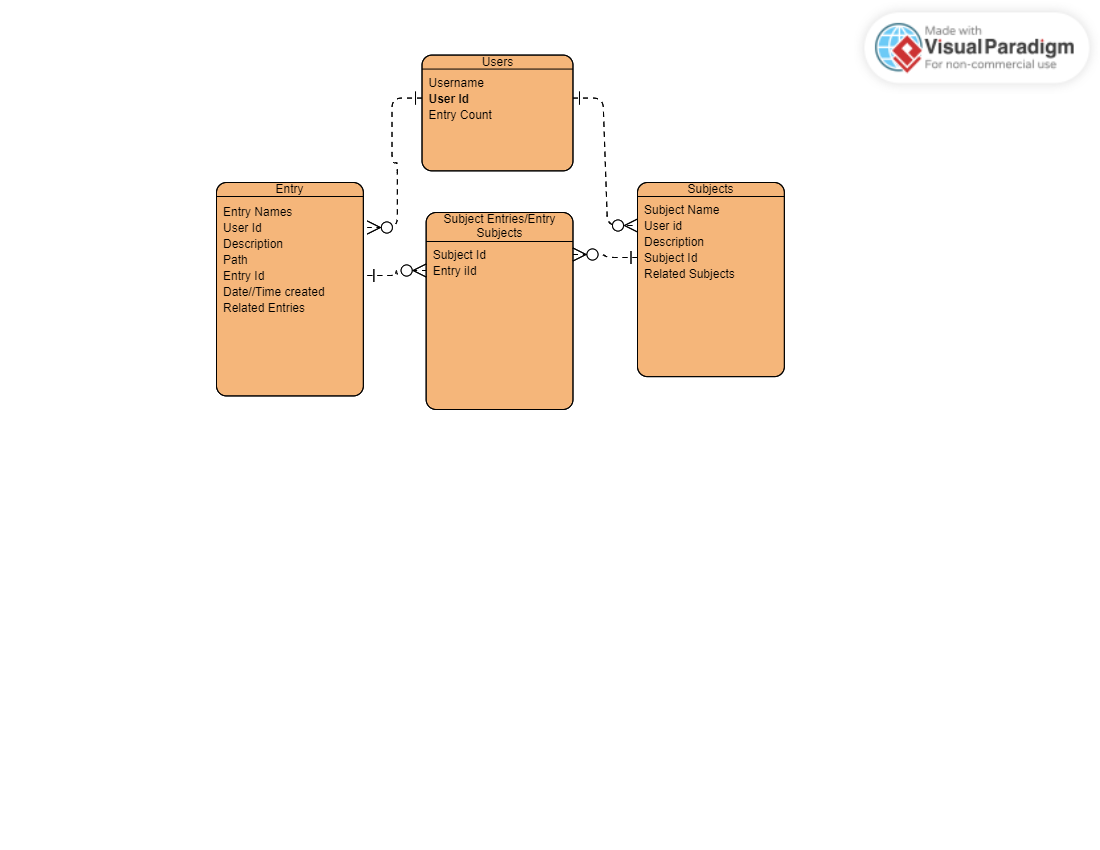 Made with
Visual Paradigm
For non-commercial use
Users
Username
User Id
Entry Count
Entry
Entry Names
User Id
Description
Path
Entry Id
Date//Time created
Related Entries
Subject Entries/Entry
Subjects
Subject Id
Entry iId
Subjects
Subject Name
User id
Description
Subject Id
Related Subjects